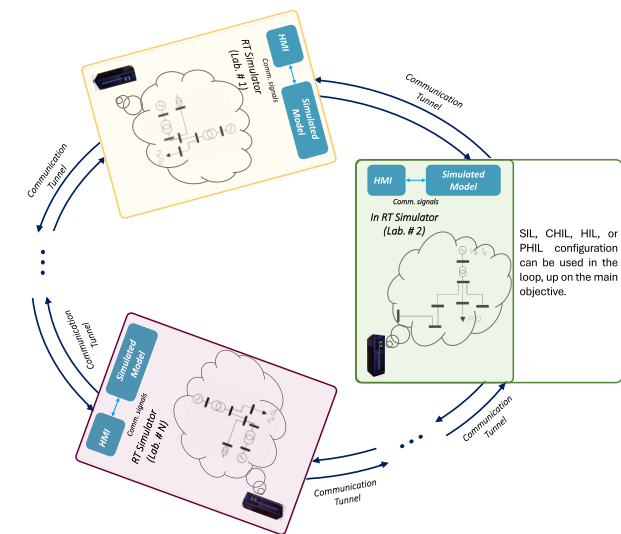 HMI
Comm. signals
Simulated
Model
RT Simulator
(Lab. # 1)
Communication
Tunnel
Communication
Tunnel
HMI
Simulated
Model
Comm. signals
In RT Simulator
(Lab. # 2)
SIL, CHIL, HIL, or
PHIL configuration
can be used in the
loop, up on the main
objective.
Communication
Tunnel
Simulated
Model
Comm. signals
HMI
RT Simulator
(Lab. # N)
Communication
Tunnel
Communication
Tunnel